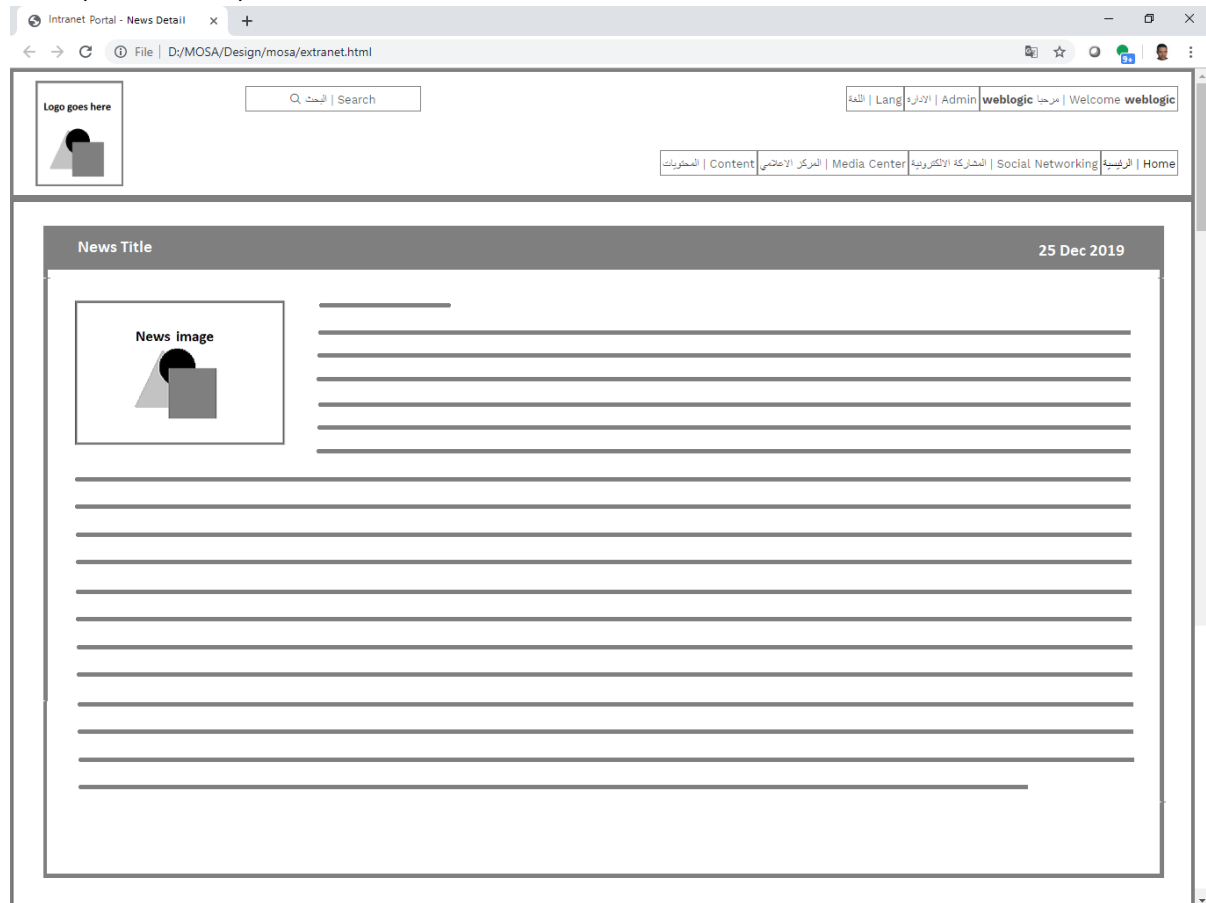 Intranet Portal - News Detail
File | D:/MOSA/Design/mosa/extranet.html
9+
Logo goes here
البحث | Search
اللغة | Lang
الادارة | Admin
weblogic مرحبا | Welcome weblogic
المحتويات | Content
المركز الاعلامي | Media Center
المشاركة الالكترونية | Social Networking
الرئيسية | Home
News Title
25 Dec 2019
News image